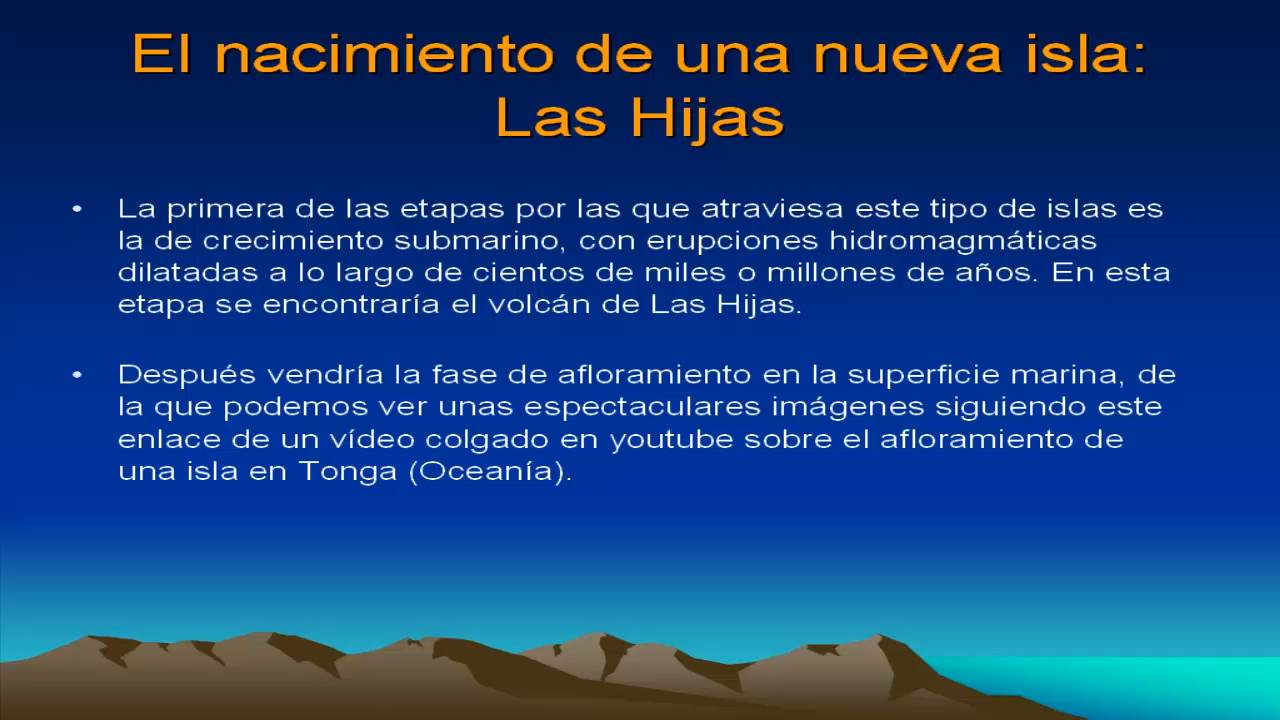 El nacimiento de una nueva isla:
Las Hijas
• La primera de las etapas por las que atraviesa este tipo de islas es
la de crecimiento submarino, con erupciones hidromagmáticas
dilatadas a lo largo de cientos de miles o millones de años. En esta
etapa se encontraría el volcán de Las Hijas.
• Después vendría la fase de afloramiento en la superficie marina, de
la que podemos ver unas espectaculares imágenes siguiendo este
enlace de un vídeo colgado en youtube sobre el afloramiento de
una isla en Tonga (Oceanía).